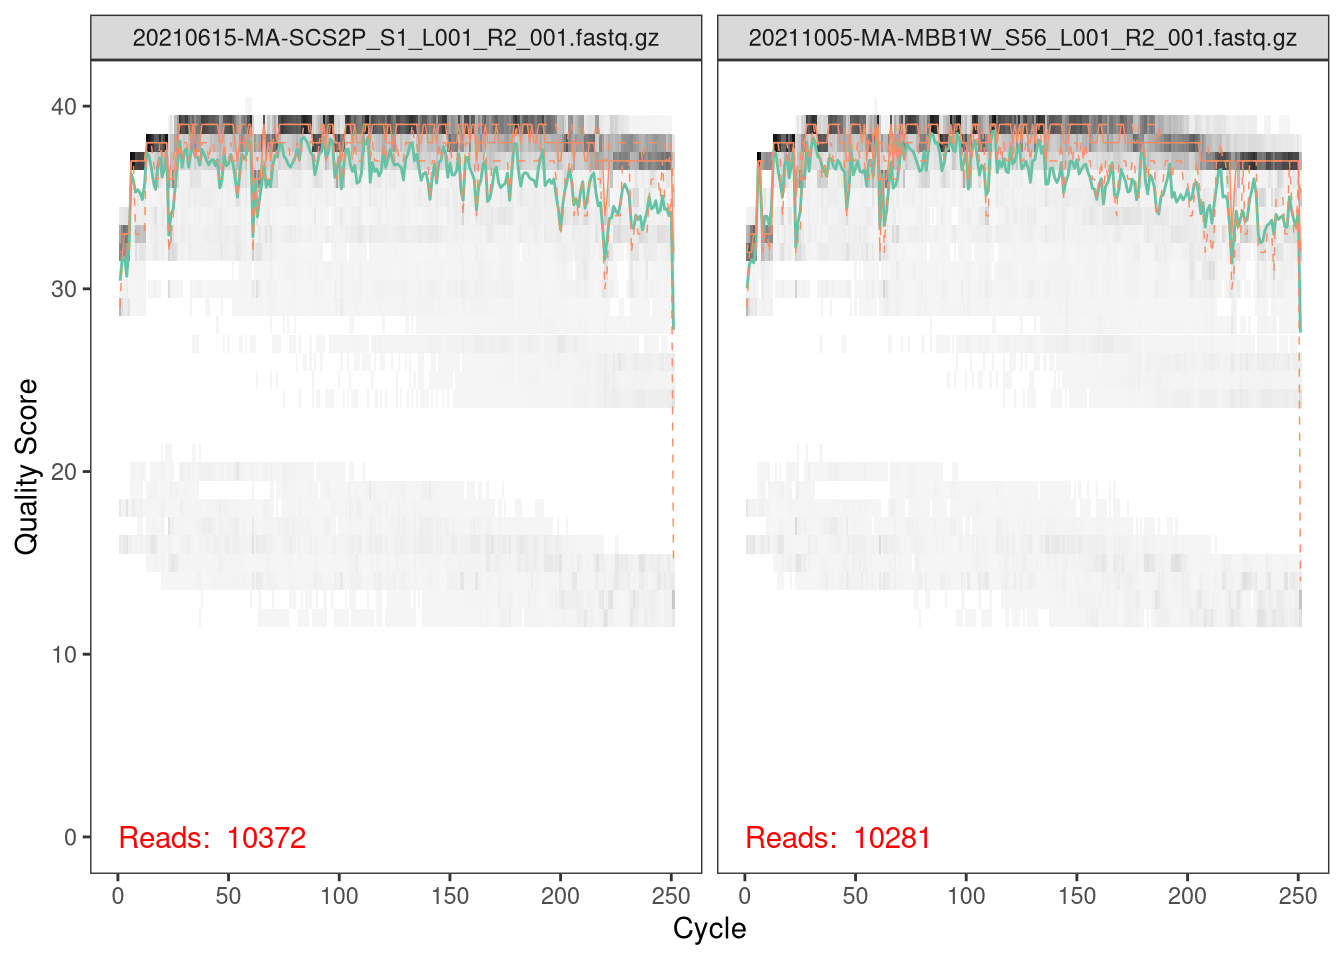 20210615-MA-SCS2P_S1_L001_R2_001.fastq.gz
20211005-MA-MBB1W_S56_L001_R2_001.fastq.gz
Quality Score
40
30
20
10
0
Reads: 10372
Reads: 10281
0 50 100 150 200 250
0 50 100 150 200 250
Cycle